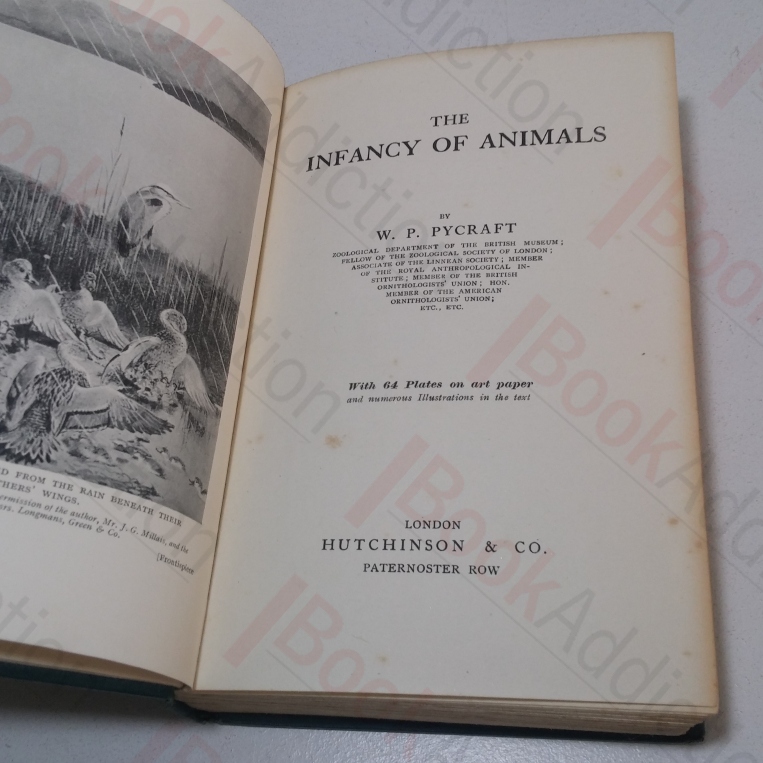 D FROM THE RAIN BENEATH THEIR
THERS' WINGS.
ermission of the author, Mr. J. G. Millais, and the
srs. Longmans, Green & Co.
[Frontispiece
THE
INFANCY OF ANIMALS
BY
W. P. PYCRAFT
ZOOLOGICAL DEPARTMENT OF THE BRITISH MUSEUM;
FELLOW OF THE ZOOLOGICAL SOCIETY OF LONDON;
ASSOCIATE OF THE LINNEAN SOCIETY; MEMBER
OF THE ROYAL ANTHROPOLOGICAL IN-
STITUTE; MEMBER OF THE BRITISH
ORNITHOLOGISTS' UNION; HON.
MEMBER OF THE AMERICAN
ORNITHOLOGISTS' UNION;
ETC., ETC.
With 64 Plates on art paper
and numerous Illustrations in the text
LONDON
HUTCHINSON & CO.
PATERNOSTER ROW
BookAddiction